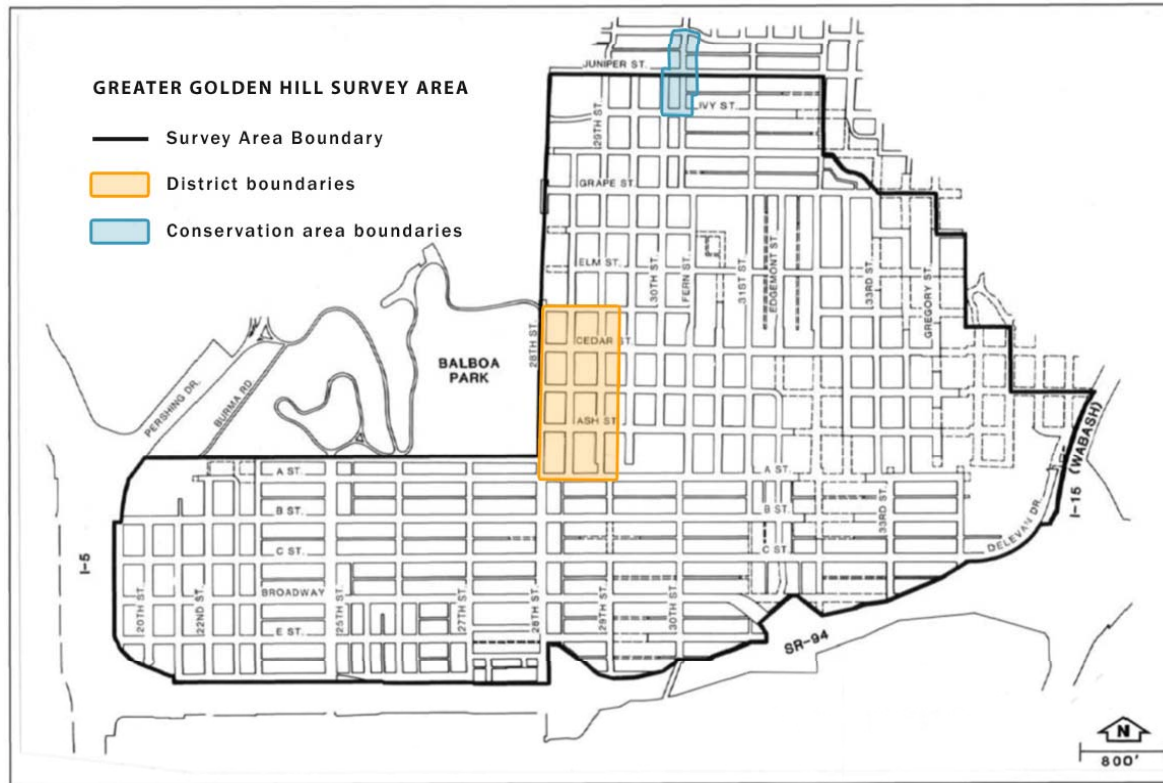 GREATER GOLDEN HILL SURVEY AREA
Survey Area Boundary
District boundaries
Conservation area boundaries
JUNIPER ST.
IVY ST.
29TH ST.
GRAPE ST.
ELM ST.
30TH ST.
FERN ST.
31ST ST.
EDGEMONT ST.
33RD ST.
GREGORY ST.
28TH ST.
CEDAR ST.
BALBOA
PARK
PERSHING DR.
BURMA RD
ASH ST.
A ST.
A ST.
I-15 (WABASH)
B ST.
B ST.
33RD ST.
C ST.
C ST.
DELEVAN DR.
I-5
20TH ST.
22ND ST.
BROADWAY
25TH ST.
27TH ST.
28TH ST.
29TH ST.
30TH ST.
E ST.
SR-94
N
800'